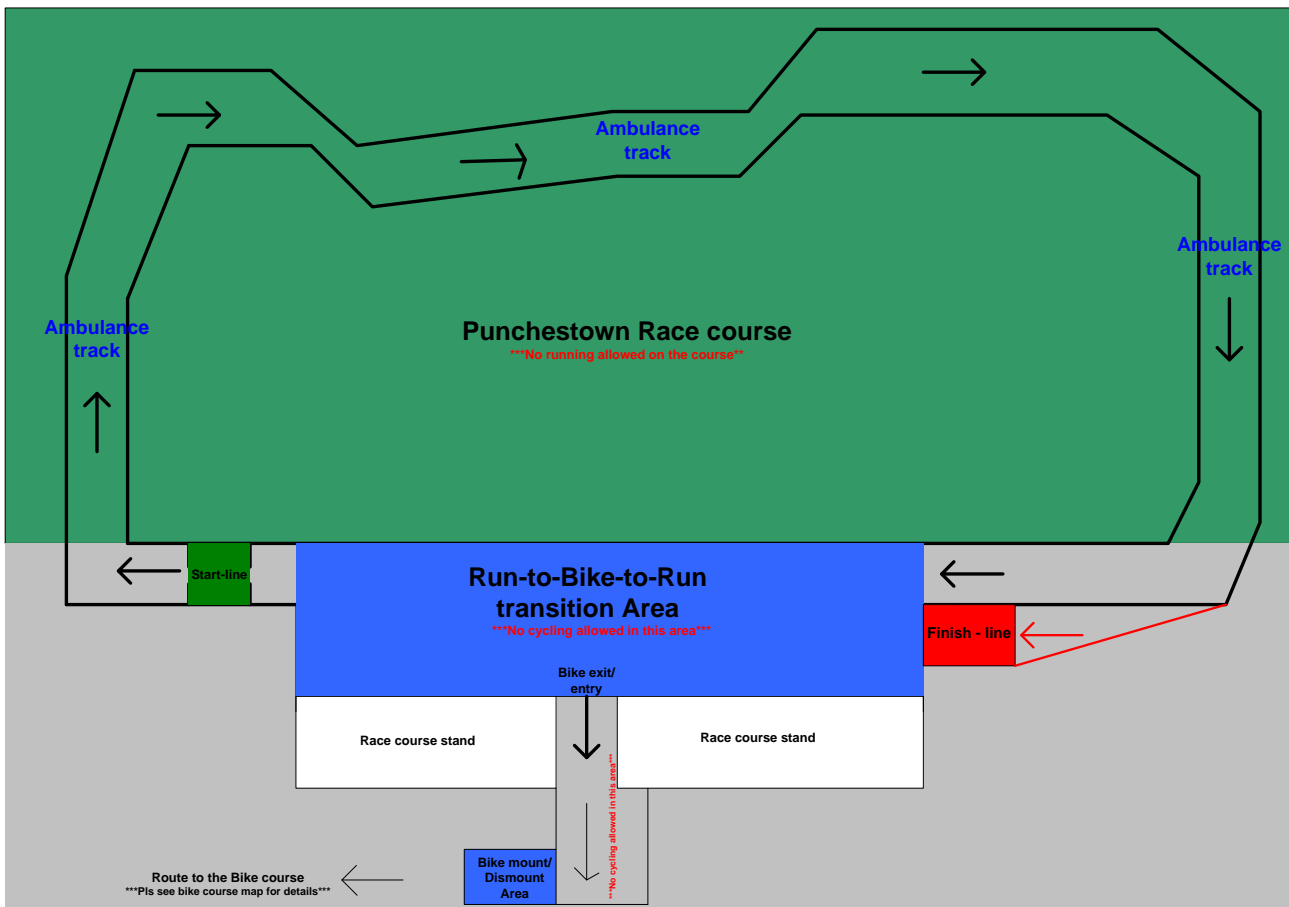 Ambulance
track
Ambulance
track
Ambulance
track
Punchestown Race course
***No running allowed on the course**
Start-line
Run-to-Bike-to-Run
transition Area
***No cycling allowed in this area***
Finish - line
Bike exit/
entry
Race course stand
Race course stand
***No cycling allowed in this area***
Bike mount/
Dismount
Area
Route to the Bike course
***Pls see bike course map for details***